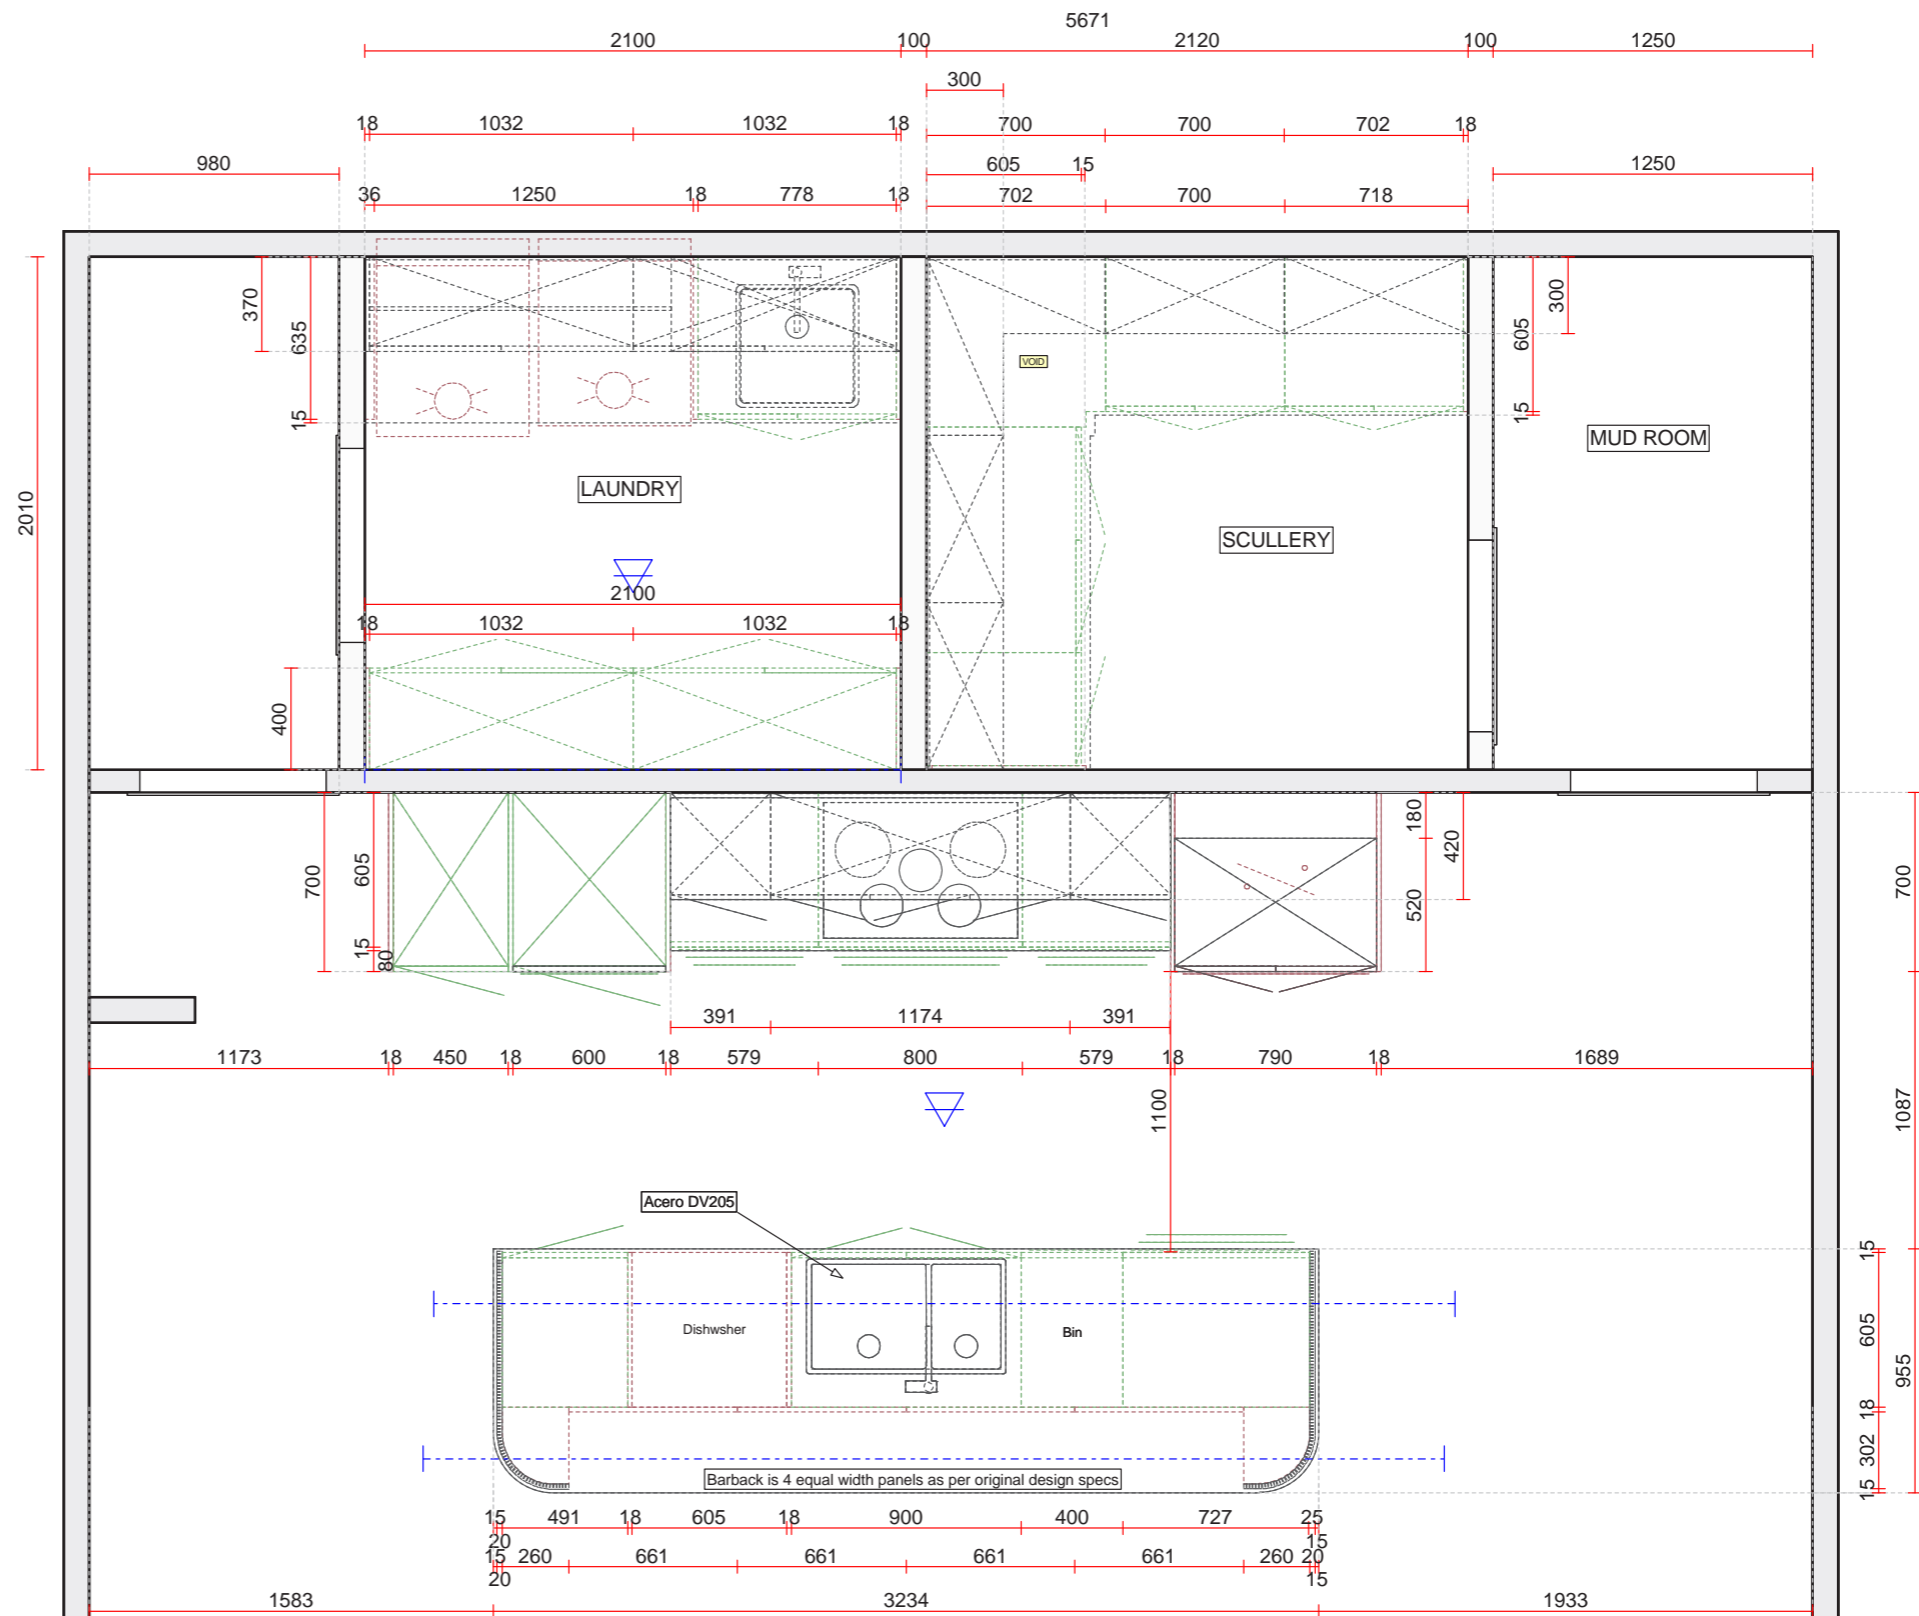 5671
2100 100 2120 100 1250
300
18 1032 1032 18 700 700 702 18
980 605 15 1250
36 1250 18 778 18 702 700 718
370
635
15
300
605
15
VOID
MUD ROOM
LAUNDRY
2010
SCULLERY
2100
18 1032 1032 18
400
700
605
15
80
180
420
520
700
391 1174 391
1173 18 450 18 600 18 579 800 579 18 790 18 1689
1100
1087
Acero DV205
Dishwsher
Bin
15
605
955
18
302
15
Barback is 4 equal width panels as per original design specs
15 491 18 605 18 900 400 727 25
20 15
15 260 661 661 661 661 260 20
20 15
1583 3234 1933